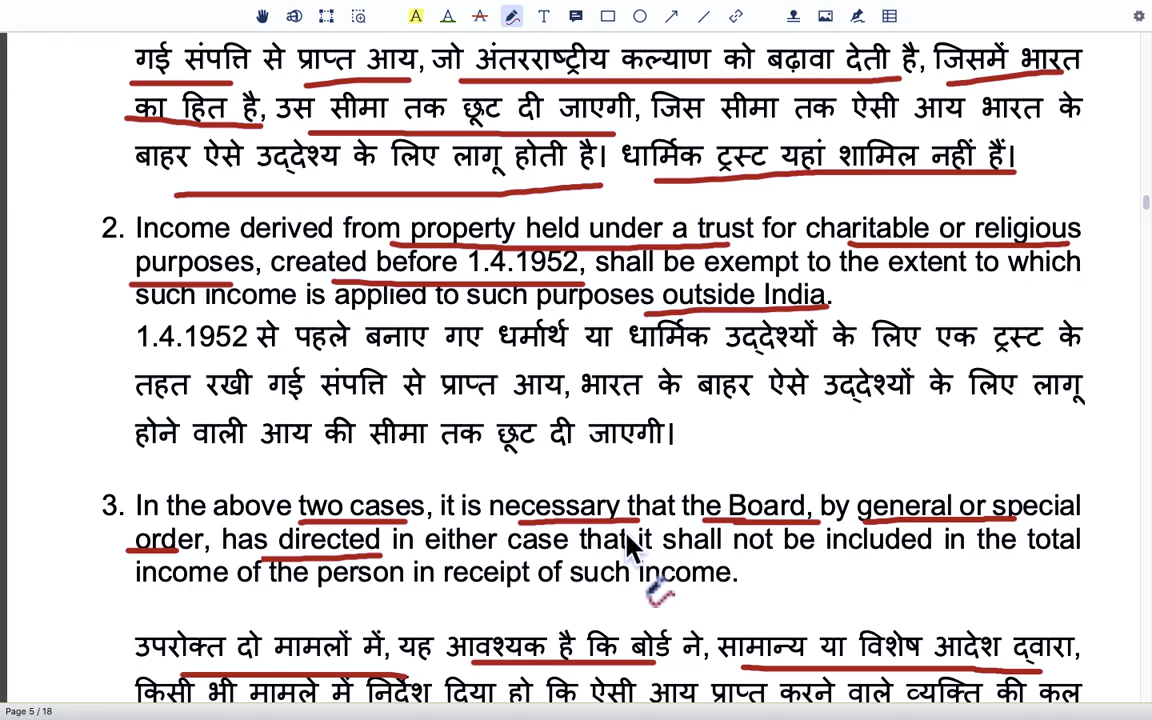 गई संपत्ति से प्राप्त आय, जो अंतरराष्ट्रीय कल्याण को बढ़ावा देती है, जिसमें भारत
का हित है, उस सीमा तक छूट दी जाएगी, जिस सीमा तक ऐसी आय भारत के
बाहर ऐसे उद्देश्य के लिए लागू होती है। धार्मिक ट्रस्ट यहां शामिल नहीं हैं।
2. Income derived from property held under a trust for charitable or religious
purposes, created before 1.4.1952, shall be exempt to the extent to which
such income is applied to such purposes outside India.
1.4.1952 से पहले बनाए गए धर्मार्थ या धार्मिक उद्देश्यों के लिए एक ट्रस्ट के
तहत रखी गई संपत्ति से प्राप्त आय, भारत के बाहर ऐसे उद्देश्यों के लिए लागू
होने वाली आय की सीमा तक छूट दी जाएगी।
3. In the above two cases, it is necessary that the Board, by general or special
order, has directed in either case that it shall not be included in the total
income of the person in receipt of such income.
उपरोक्त दो मामलों में, यह आवश्यक है कि बोर्ड ने, सामान्य या विशेष आदेश द्वारा,
किसी भी मामले में निर्देश दिया हो कि ऐसी आय प्राप्त करने वाले व्यक्ति की कुल
Page 5 / 18